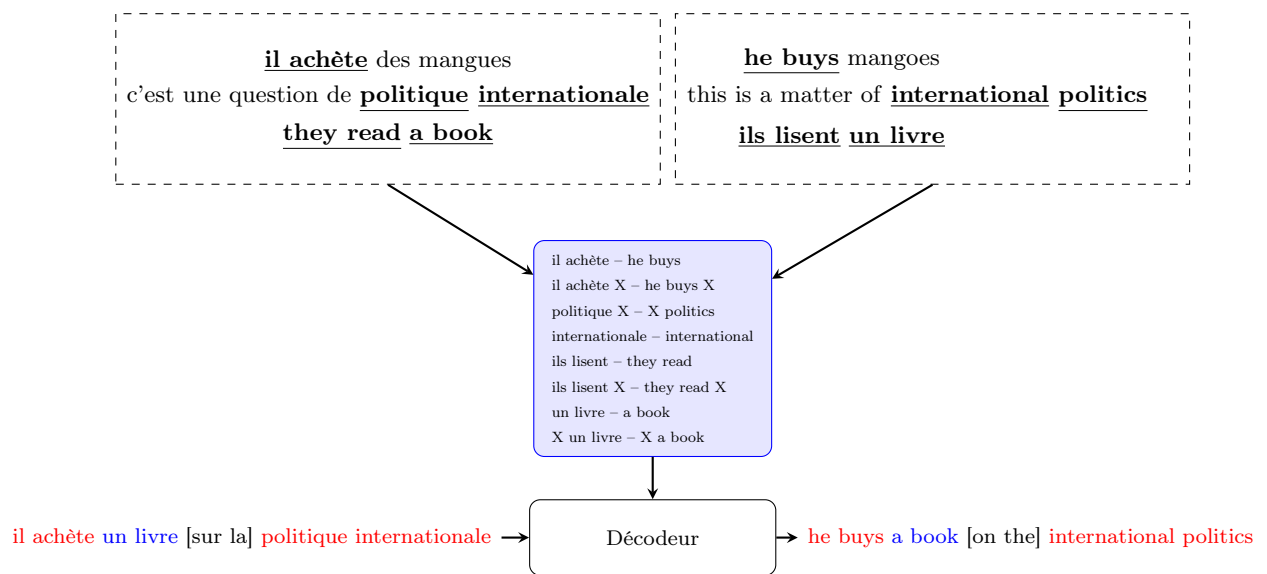 il achète des mangues
c'est une question de politique internationale
they read a book
he buys mangoes
this is a matter of international politics
ils lisent un livre
il achète – he buys
il achète X – he buys X
politique X – X politics
internationale – international
ils lisent – they read
ils lisent X – they read X
un livre – a book
X un livre – X a book
il achète un livre [sur la] politique internationale
Décodeur
he buys a book [on the] international politics